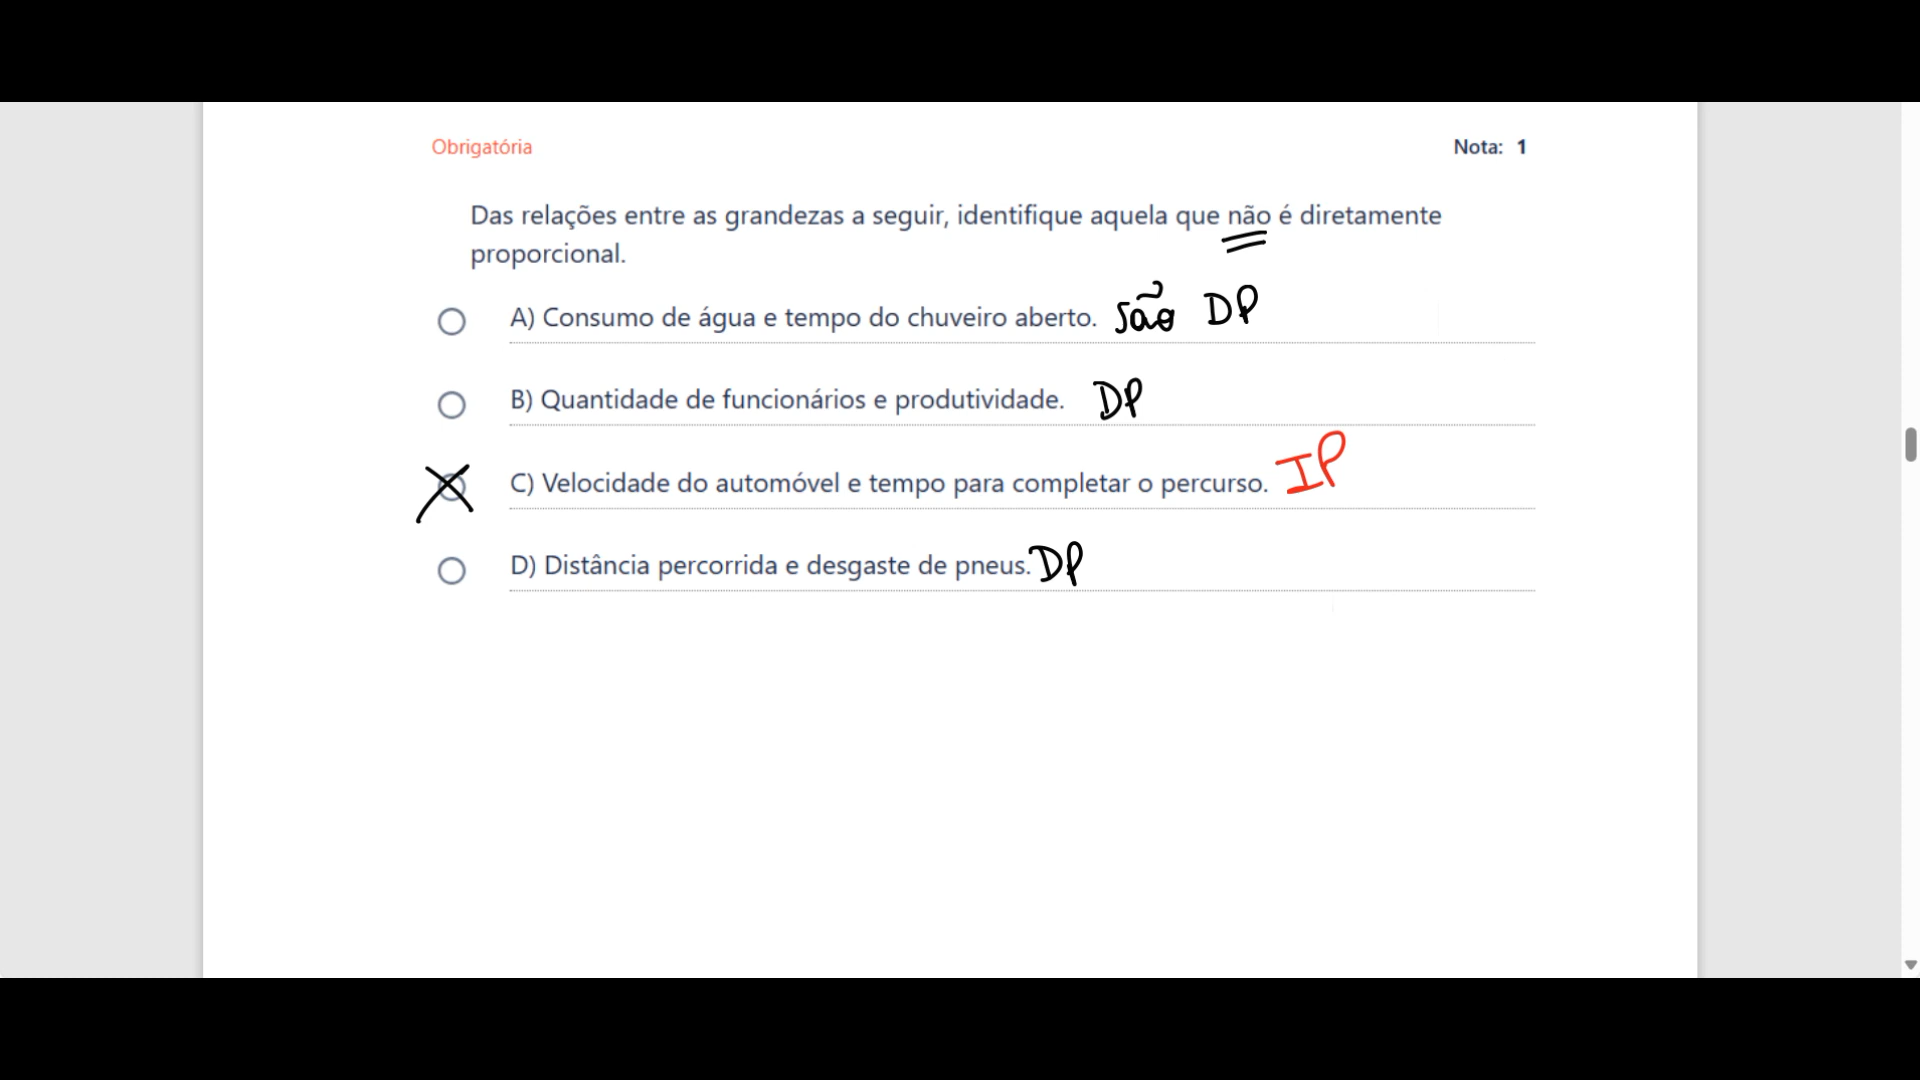 Obrigatória Nota: 1
Das relações entre as grandezas a seguir, identifique aquela que não é diretamente
proporcional.
A) Consumo de água e tempo do chuveiro aberto. são DP
B) Quantidade de funcionários e produtividade. DP
C) Velocidade do automóvel e tempo para completar o percurso. IP
D) Distância percorrida e desgaste de pneus. DP